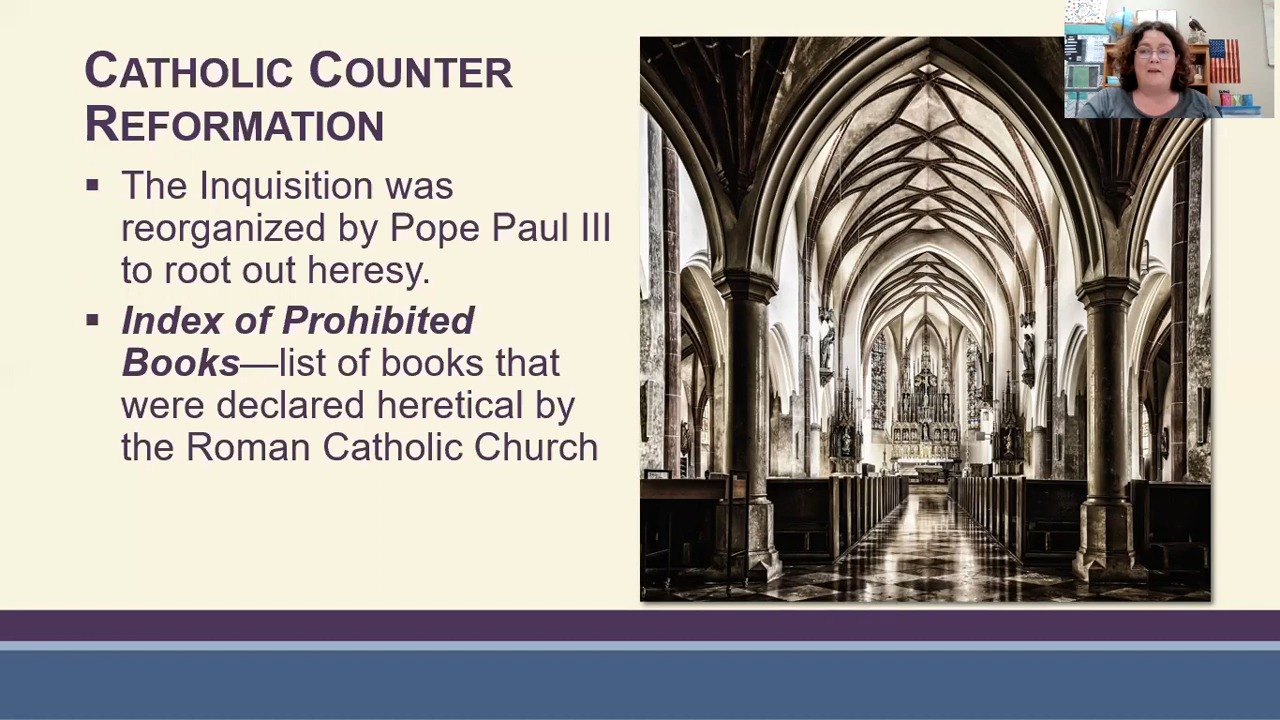 CATHOLIC COUNTER
REFORMATION
▪ The Inquisition was
reorganized by Pope Paul III
to root out heresy.
▪ Index of Prohibited
Books—list of books that
were declared heretical by
the Roman Catholic Church